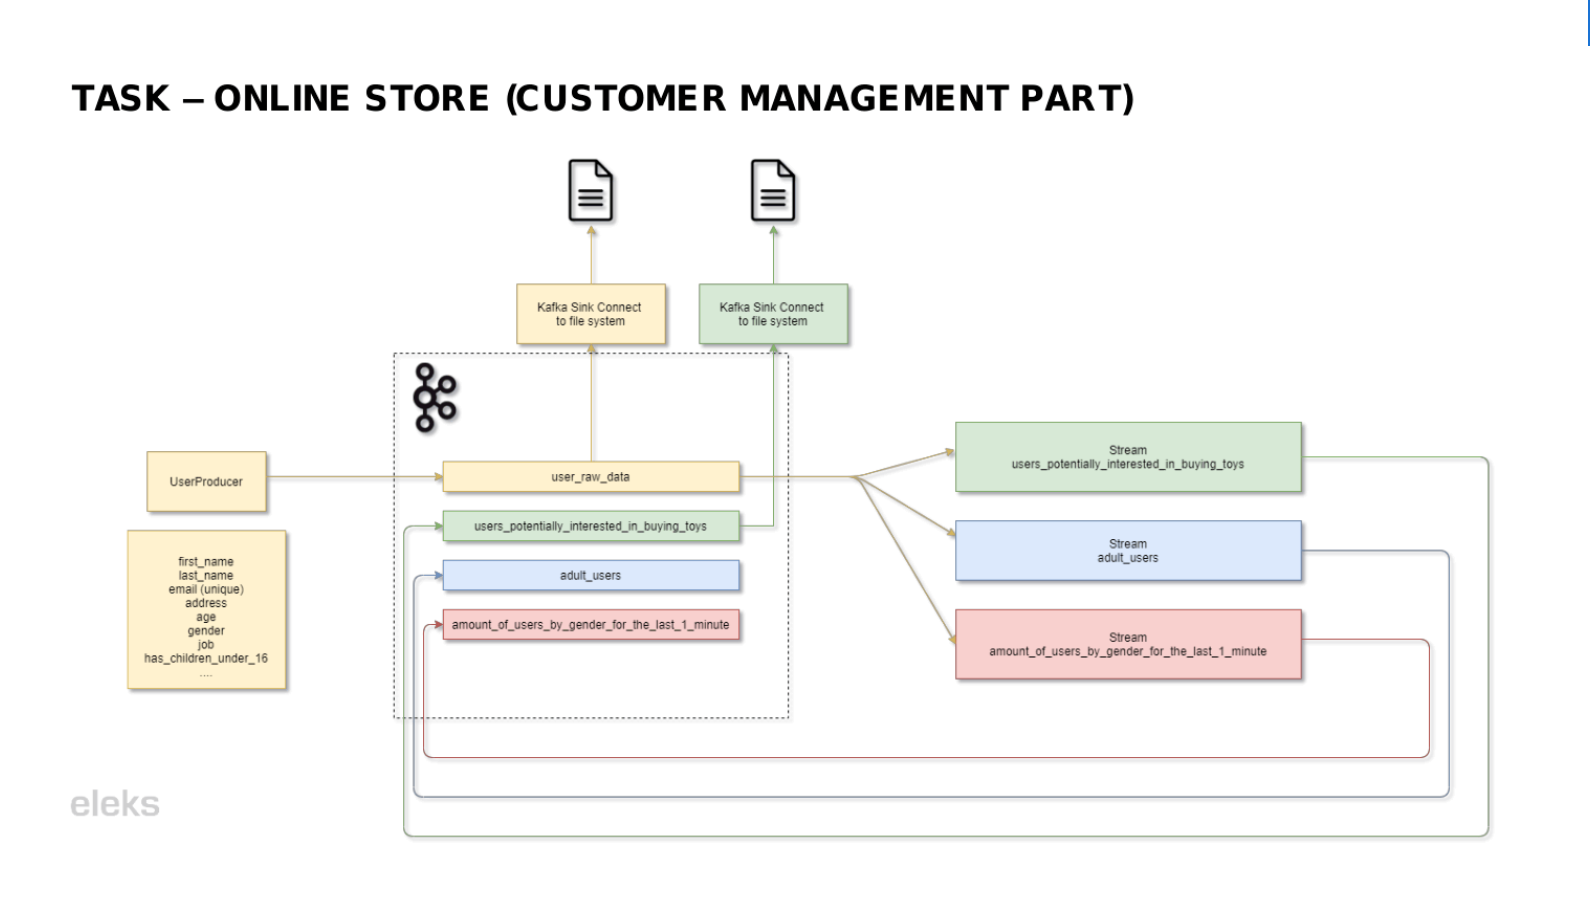 TASK – ONLINE STORE (CUSTOMER MANAGEMENT PART)
Kafka Sink Connect
to file system
Kafka Sink Connect
to file system
UserProducer
first_name
last_name
email (unique)
address
age
gender
job
has_children_under_16
....
user_raw_data
users_potentially_interested_in_buying_toys
adult_users
amount_of_users_by_gender_for_the_last_1_minute
Stream
users_potentially_interested_in_buying_toys
Stream
adult_users
Stream
amount_of_users_by_gender_for_the_last_1_minute
eleks